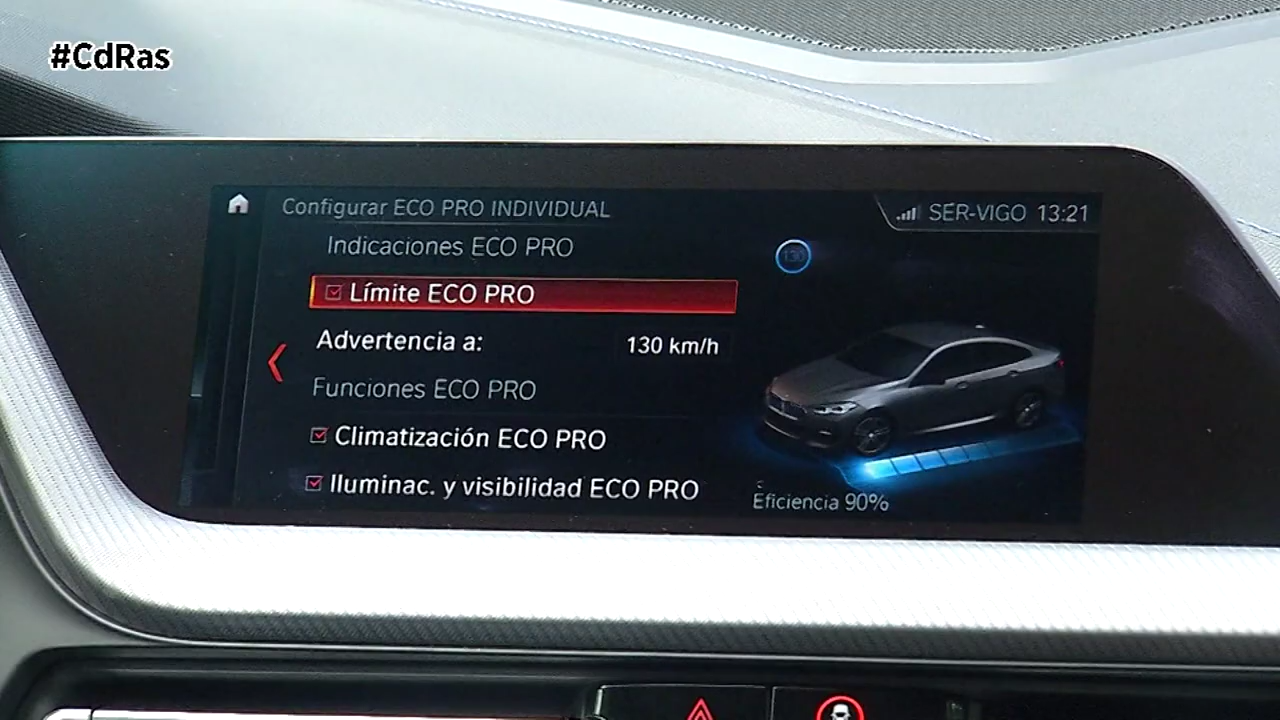 #CdRas
Configurar ECO PRO INDIVIDUAL
SER-VIGO 13:21
Indicaciones ECO PRO
130
Límite ECO PRO
Advertencia a: 130 km/h
Funciones ECO PRO
Climatización ECO PRO
Iluminac. y visibilidad ECO PRO
Eficiencia 90%